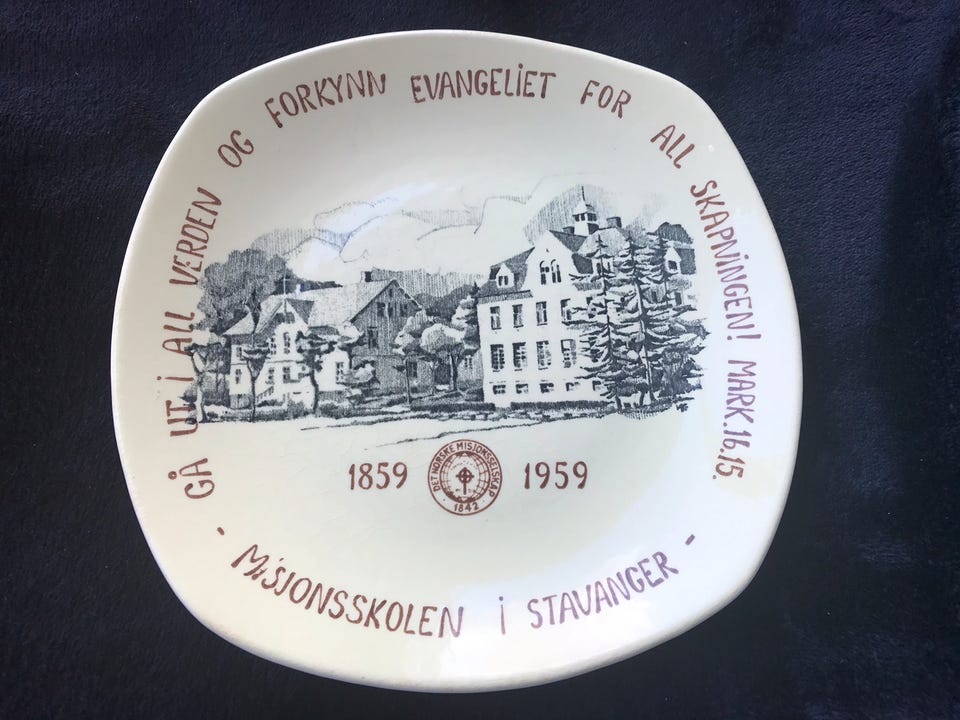 GÅ UT i ALL VERDEN OG FORKYNN EVANGELiET FOR ALL SKAPNiNGEN! MARK.16.15.
1859 1959
DET NORSKE MISJONSSELSKAP
1842
- MiSJONSSKOLEN i STAVANGER -